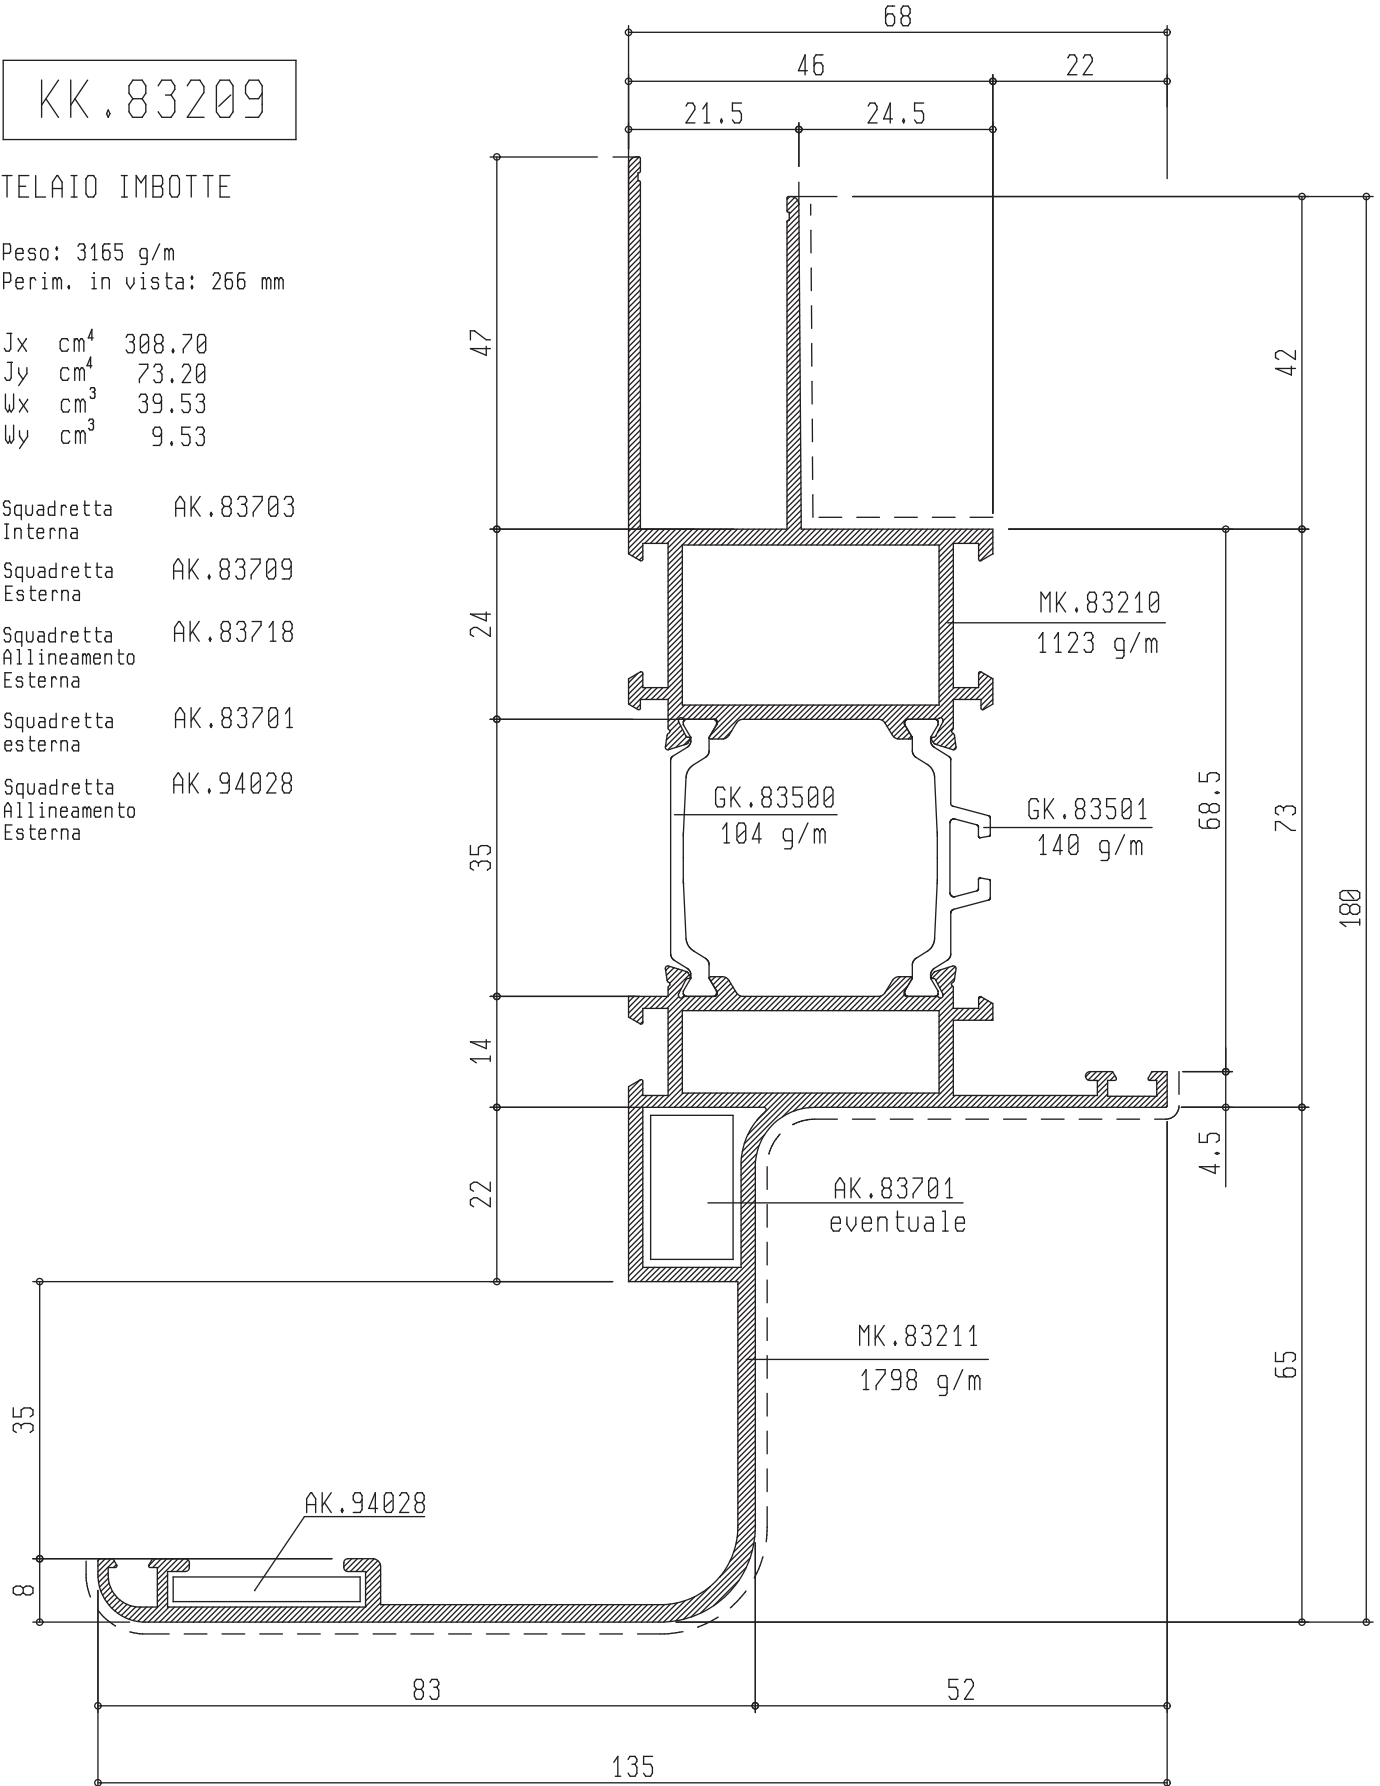 KK.83209
TELAIO IMBOTTE
Peso: 3165 g/m
Perim. in vista: 266 mm
Jx cm⁴ 308.70
Jy cm⁴ 73.20
Wx cm³ 39.53
Wy cm³ 9.53
Squadretta AK.83703
Interna
Squadretta AK.83709
Esterna
Squadretta AK.83718
Allineamento
Esterna
Squadretta AK.83701
esterna
Squadretta AK.94028
Allineamento
Esterna
68
46
22
21.5
24.5
47
42
24
MK.83210
1123 g/m
GK.83500
104 g/m
GK.83501
140 g/m
68.5
73
35
180
14
4.5
22
AK.83701
eventuale
MK.83211
1798 g/m
65
35
AK.94028
8
83
52
135